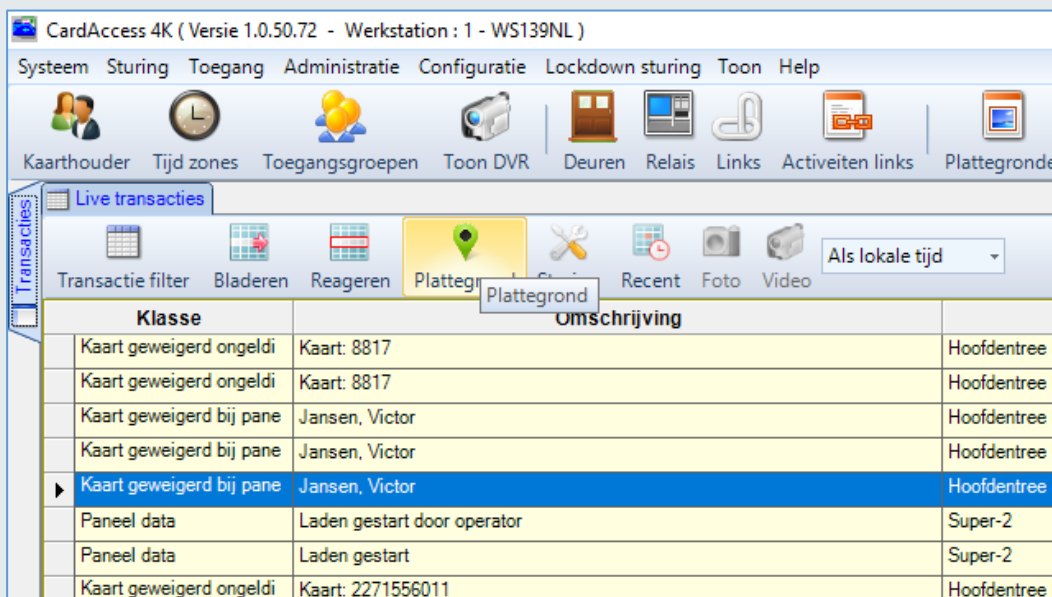 CardAccess 4K ( Versie 1.0.50.72 - Werkstation : 1 - WS139NL )
Systeem Sturing Toegang Administratie Configuratie Lockdown sturing Toon Help
Kaarthouder Tijd zones Toegangsgroepen Toon DVR Deuren Relais Links Activeiten links Plattegronde
Transacties
Live transacties
Transactie filter Bladeren Reageren Platteg Recent Foto Video Als lokale tijd
Plattegrond
Klasse Omschrijving
Kaart geweigerd ongeldi Kaart: 8817 Hoofdentree
Kaart geweigerd ongeldi Kaart: 8817 Hoofdentree
Kaart geweigerd bij pane Jansen, Victor Hoofdentree
Kaart geweigerd bij pane Jansen, Victor Hoofdentree
Kaart geweigerd bij pane Jansen, Victor Hoofdentree
Paneel data Laden gestart door operator Super-2
Paneel data Laden gestart Super-2
Kaart geweigerd ongeldi Kaart: 2271556011 Hoofdentree